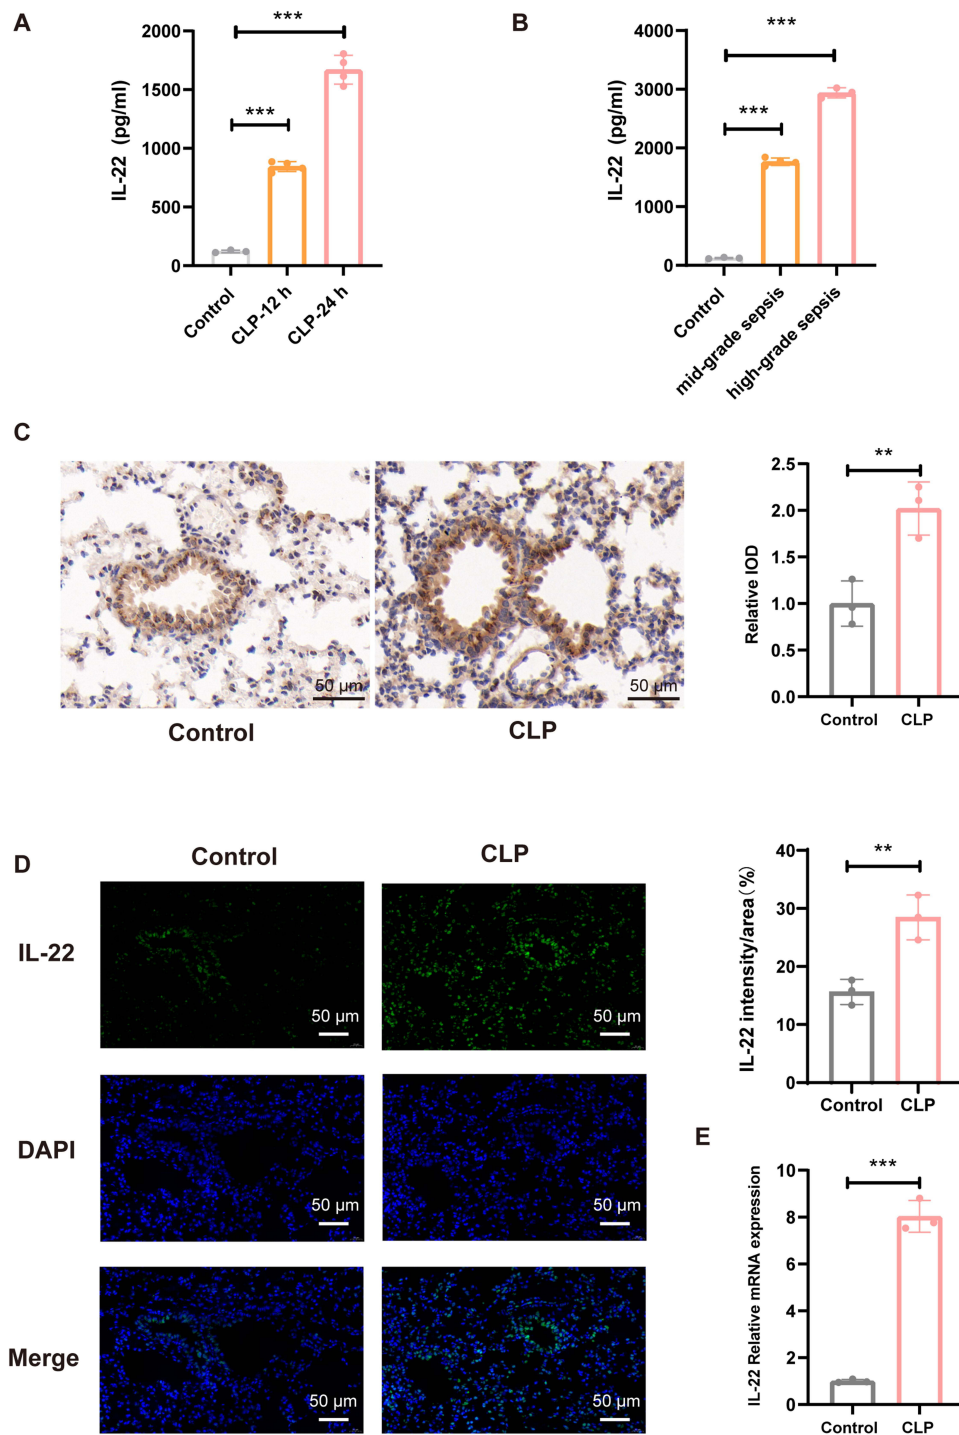 A
IL-22 (pg/ml)
2000
1500
1000
500
0
***
***
Control
CLP-12 h
CLP-24 h
B
IL-22 (pg/ml)
4000
3000
2000
1000
0
***
***
Control
mid-grade sepsis
high-grade sepsis
C
50 μm
50 μm
Control
CLP
Relative IOD
2.5
2.0
1.5
1.0
0.5
0.0
**
Control
CLP
D
Control
CLP
IL-22
50 μm
50 μm
DAPI
50 μm
50 μm
Merge
50 μm
50 μm
IL-22 intensity/area(%)
40
30
20
10
0
**
Control
CLP
E
IL-22 Relative mRNA expression
10
8
6
4
2
0
***
Control
CLP